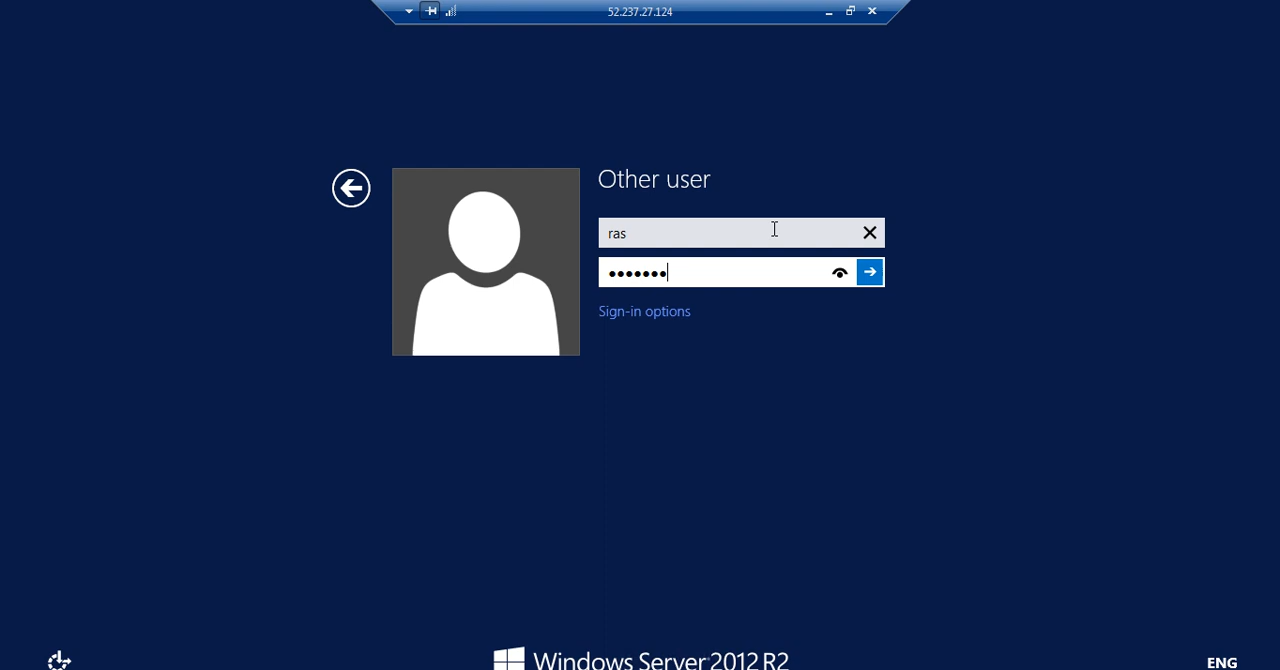 52.237.27.124
Other user
ras
Sign-in options
Windows Server 2012 R2
ENG